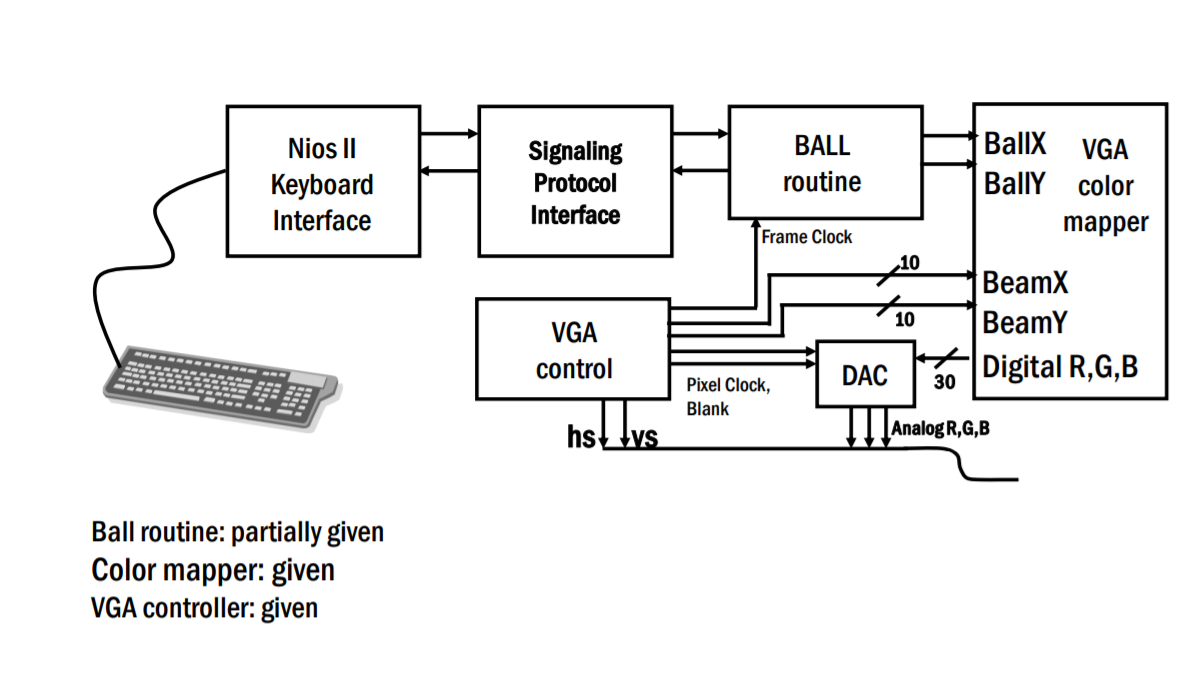 Nios II
Keyboard
Interface
Signaling
Protocol
Interface
BALL
routine
BallX
BallY
VGA
color
mapper
Frame Clock
10
BeamX
10
BeamY
VGA
control
DAC
30
Digital R,G,B
Pixel Clock,
Blank
hs
vs
Analog R,G,B
Ball routine: partially given
Color mapper: given
VGA controller: given